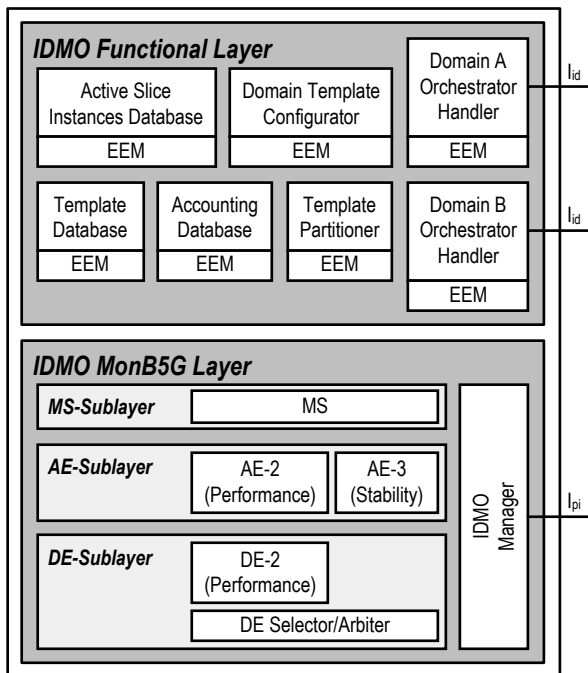 IDMO Functional Layer
Active Slice
Instances Database
EEM
Domain Template
Configurator
EEM
Domain A
Orchestrator
Handler
EEM
I_id
Template
Database
EEM
Accounting
Database
EEM
Template
Partitioner
EEM
Domain B
Orchestrator
Handler
EEM
I_id
IDMO MonB5G Layer
MS-Sublayer
MS
AE-Sublayer
AE-2
(Performance)
AE-3
(Stability)
DE-Sublayer
DE-2
(Performance)
DE Selector/Arbiter
IDMO
Manager
I_pi